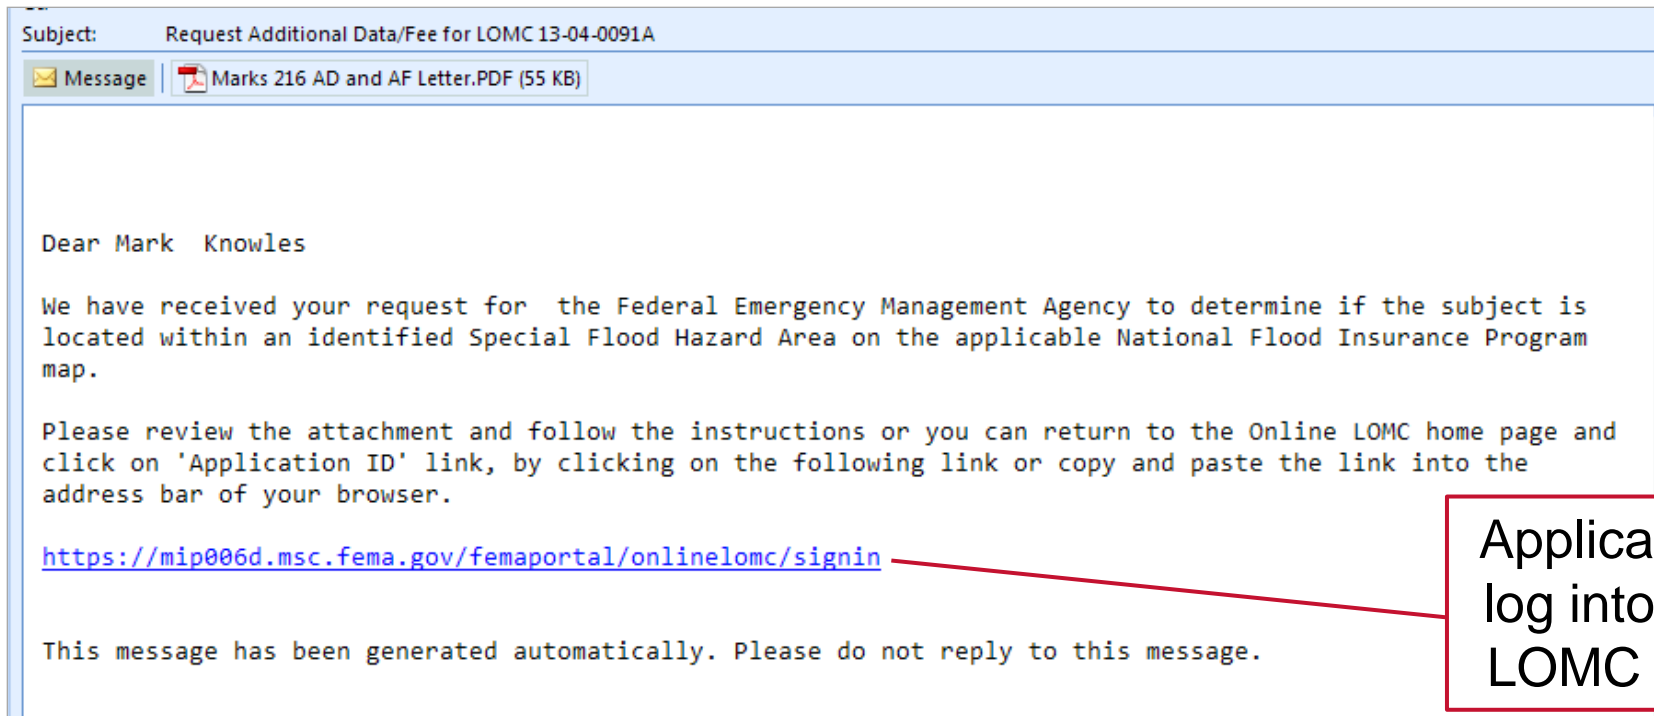 Subject: Request Additional Data/Fee for LOMC 13-04-0091A
Message Marks 216 AD and AF Letter.PDF (55 KB)
Dear Mark  Knowles
We have received your request for  the Federal Emergency Management Agency to determine if the subject is
located within an identified Special Flood Hazard Area on the applicable National Flood Insurance Program
map.
Please review the attachment and follow the instructions or you can return to the Online LOMC home page and
click on 'Application ID' link, by clicking on the following link or copy and paste the link into the
address bar of your browser.
https://mip006d.msc.fema.gov/femaportal/onlinelomc/signin
Applica
log into
LOMC
This message has been generated automatically. Please do not reply to this message.